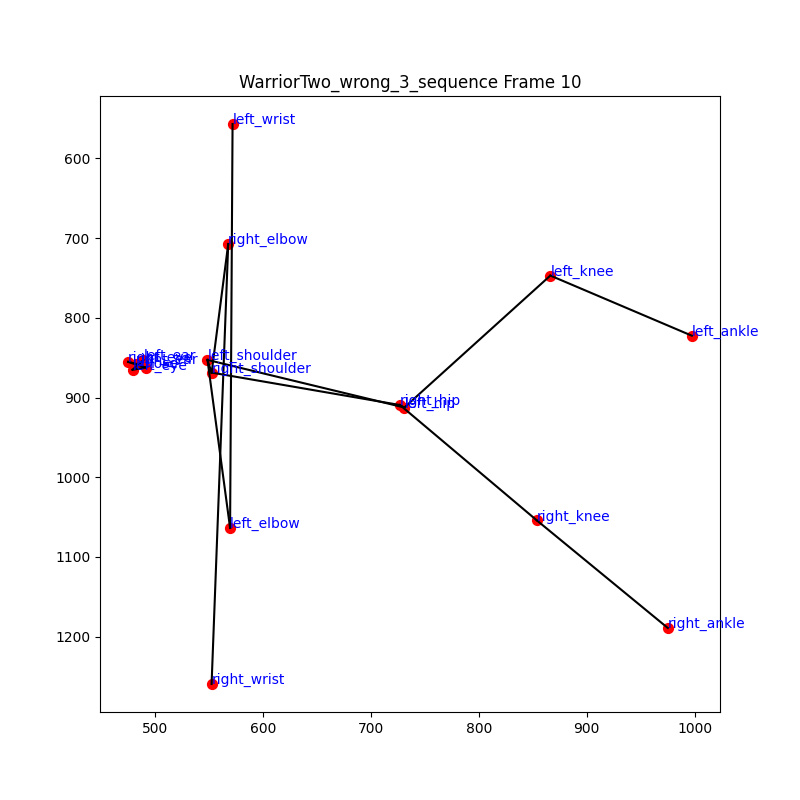 WarriorTwo_wrong_3_sequence Frame 10
left_wrist
600
right_elbow
700
left_knee
800
left_ankle
left_ear
left_shoulder
right_shoulder
right_hip
900
1000
right_knee
left_elbow
1100
right_ankle
1200
right_wrist
500
600
700
800
900
1000